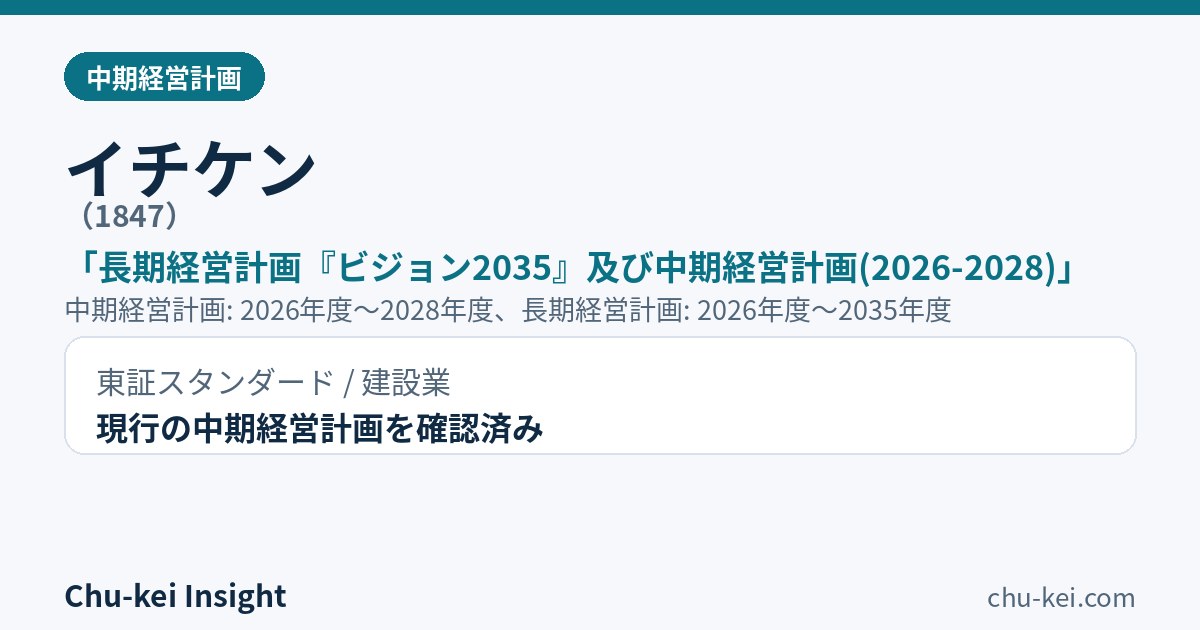 中期経営計画
イチケン
（1847）
「長期経営計画『ビジョン2035』及び中期経営計画(2026-2028)」
中期経営計画: 2026年度～2028年度、長期経営計画: 2026年度～2035年度
東証スタンダード / 建設業
現行の中期経営計画を確認済み
Chu-kei Insight
chu-kei.com